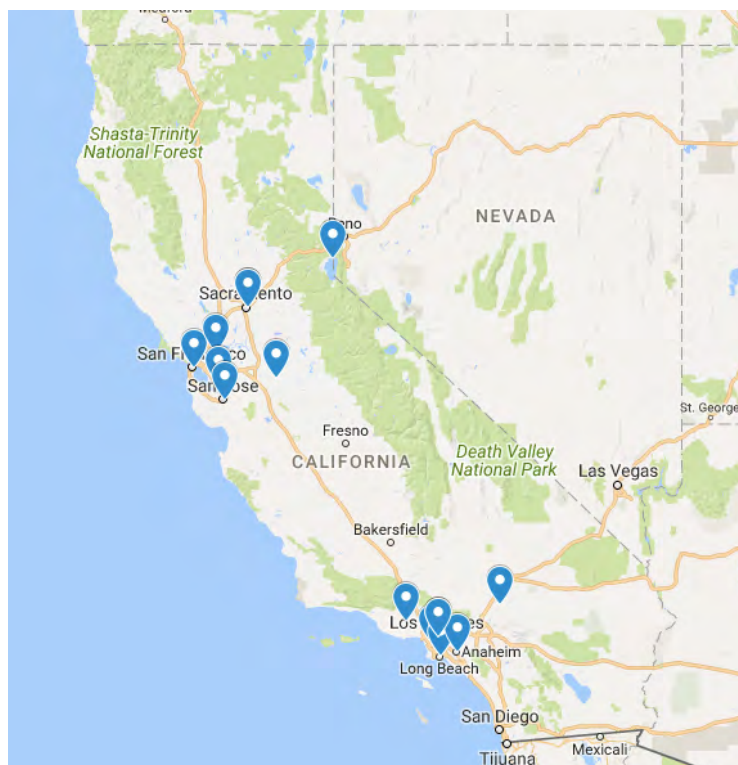 Medford
Shasta-Trinity
National Forest
Reno
NEVADA
Sacramento
San Francisco
San Jose
St. George
Fresno
CALIFORNIA
Death Valley
National Park
Las Vegas
Bakersfield
Los Angeles
Anaheim
Long Beach
San Diego
Mexicali
Tijuana